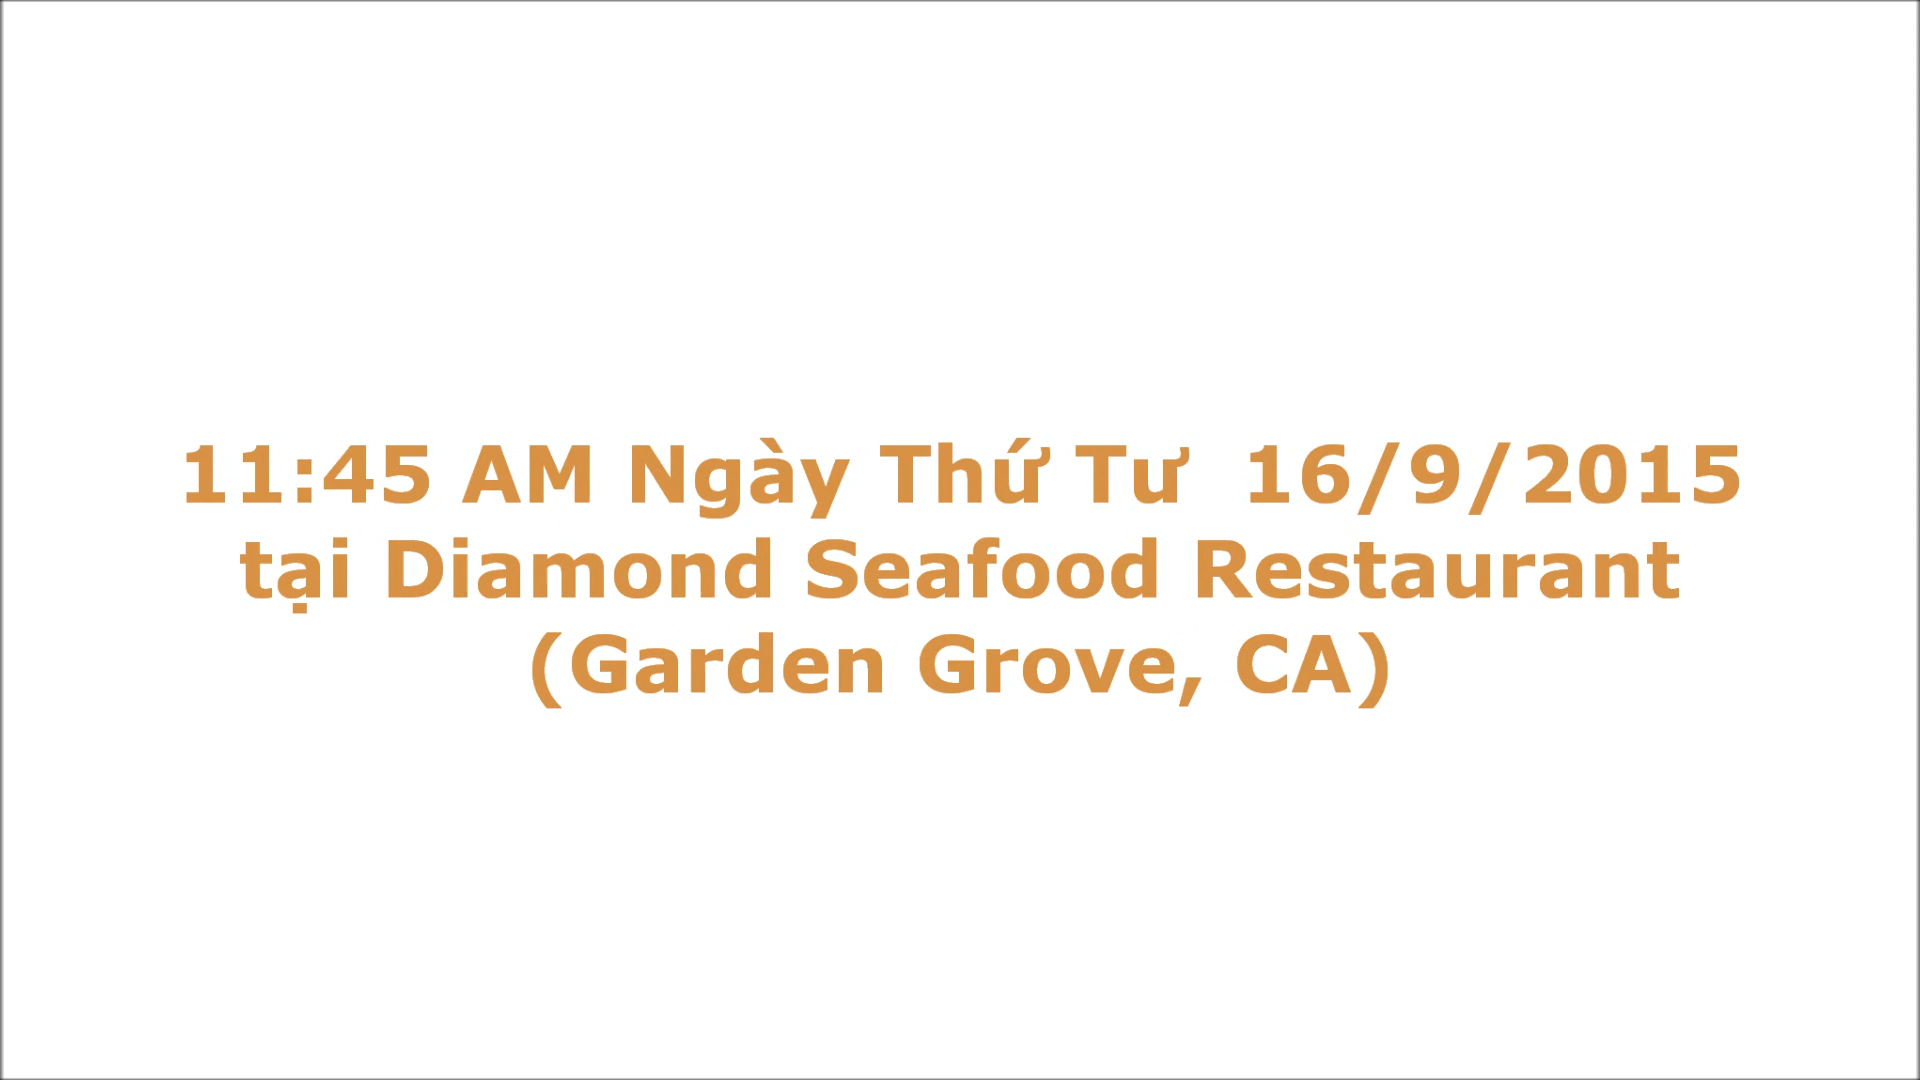 11:45 AM Ngày Thứ Tư  16/9/2015
tại Diamond Seafood Restaurant
(Garden Grove, CA)